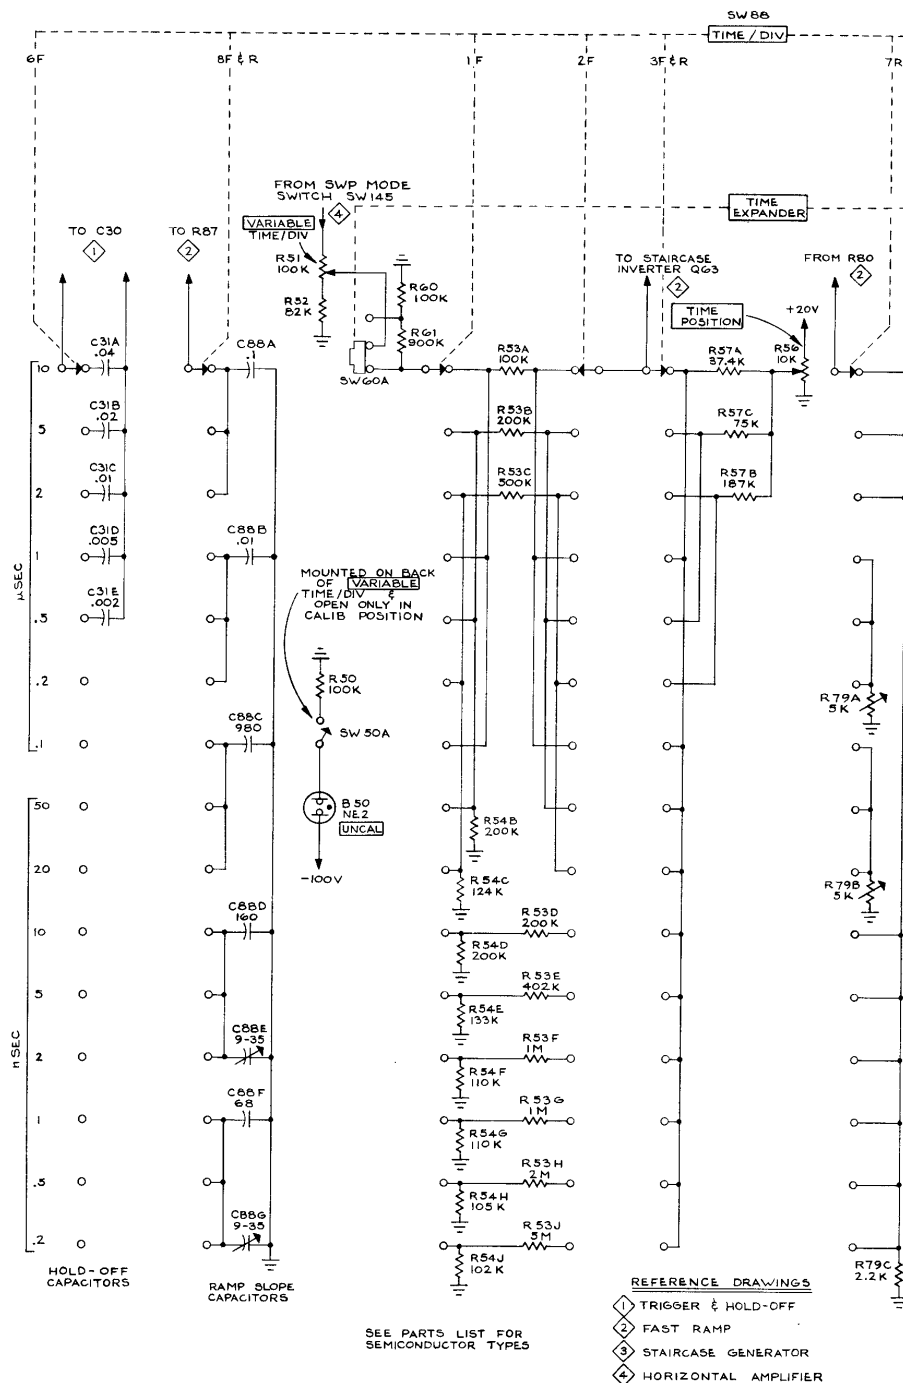 SW 88
TIME / DIV
6F
8F & R
1F
2F
3F & R
7R
FROM SWP MODE
SWITCH SW145
4
VARIABLE
TIME/DIV
R51
100K
R52
82K
TIME
EXPANDER
TO C30
1
TO R87
2
R60
100K
R61
900K
SW60A
TO STAIRCASE
INVERTER Q63
2
FROM R80
2
+20V
TIME
POSITION
R56
10K
C31A
.04
C88A
.1
R53A
100K
R57A
37.4K
10
C31B
.02
R53B
200K
R57C
75K
5
C31C
.01
R53C
500K
R57B
187K
2
C31D
.005
C88B
.01
1
C31E
.002
.5
MOUNTED ON BACK
OF VARIABLE
TIME/DIV &
OPEN ONLY IN
CALIB POSITION
µSEC
.2
R50
100K
R79A
5K
C88C
980
SW 50A
.1
50
B 50
NE2
UNCAL
R54B
200K
20
-100V
R54C
124K
R79B
5K
C88D
160
R53D
200K
10
R54D
200K
R53E
402K
5
R54E
133K
nSEC
C88E
9-35
R53F
1M
2
R54F
110K
C88F
68
R53G
1M
1
R54G
110K
R53H
2M
.5
R54H
105K
C88G
9-35
R53J
5M
.2
R54J
102K
R79C
2.2K
HOLD-OFF
CAPACITORS
RAMP SLOPE
CAPACITORS
SEE PARTS LIST FOR
SEMICONDUCTOR TYPES
REFERENCE DRAWINGS
1 TRIGGER & HOLD-OFF
2 FAST RAMP
3 STAIRCASE GENERATOR
4 HORIZONTAL AMPLIFIER